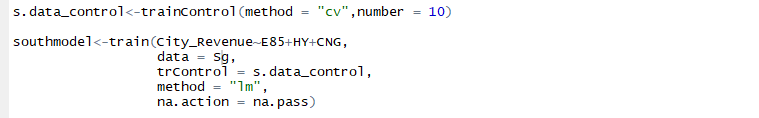 s.data_control<-trainControl(method = "cv",number = 10)
southmodel<-train(City_Revenue~E85+HY+CNG,
data = sg,
trControl = s.data_control,
method = "lm",
na.action = na.pass)